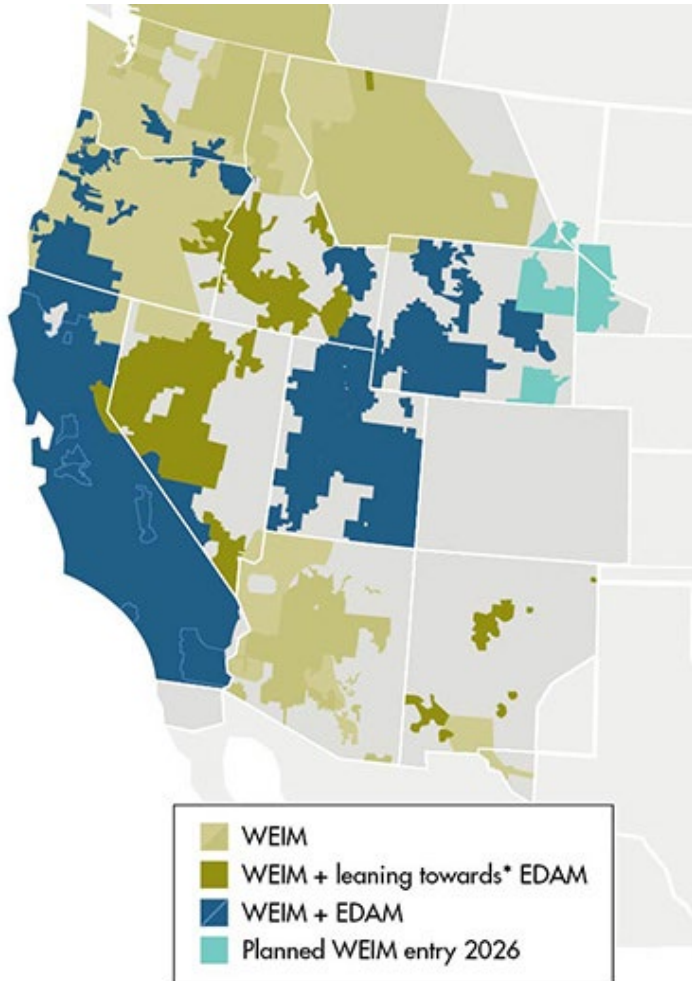 WEIM
WEIM + leaning towards* EDAM
WEIM + EDAM
Planned WEIM entry 2026